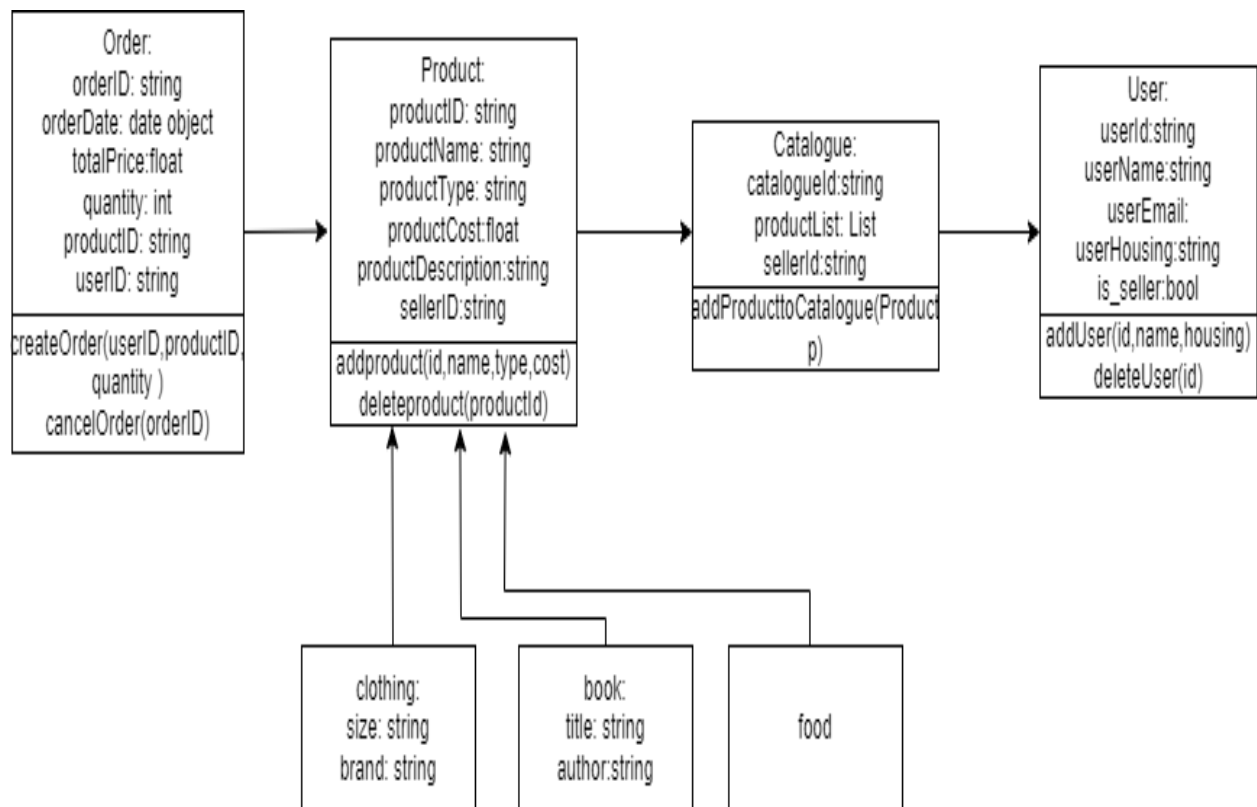 Order:
orderID: string
orderDate: date object
totalPrice:float
quantity: int
productID: string
userID: string
createOrder(userID,productID,
quantity )
cancelOrder(orderID)
Product:
productID: string
productName: string
productType: string
productCost:float
productDescription:string
sellerID:string
addproduct(id,name,type,cost)
deleteproduct(productId)
Catalogue:
catalogueId:string
productList: List
sellerId:string
addProducttoCatalogue(Product
p)
User:
userId:string
userName:string
userEmail:
userHousing:string
is_seller:bool
addUser(id,name,housing)
deleteUser(id)
clothing:
size: string
brand: string
book:
title: string
author:string
food